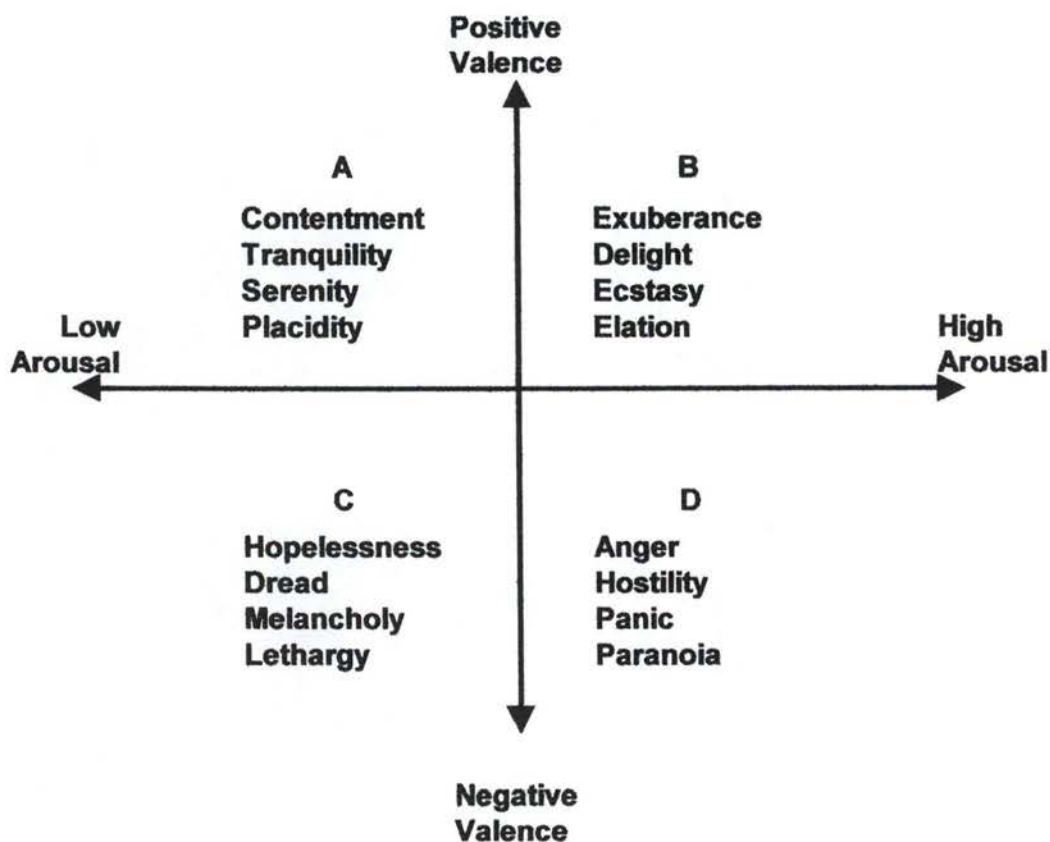 Positive
Valence
A
Contentment
Tranquility
Serenity
Placidity
B
Exuberance
Delight
Ecstasy
Elation
Low
Arousal
High
Arousal
C
Hopelessness
Dread
Melancholy
Lethargy
D
Anger
Hostility
Panic
Paranoia
Negative
Valence